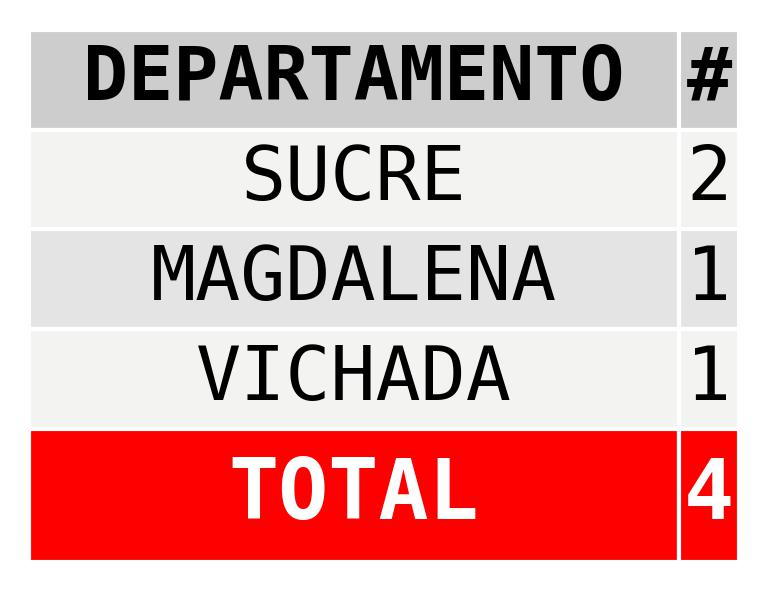 DEPARTAMENTO #
SUCRE 2
MAGDALENA 1
VICHADA 1
TOTAL 4